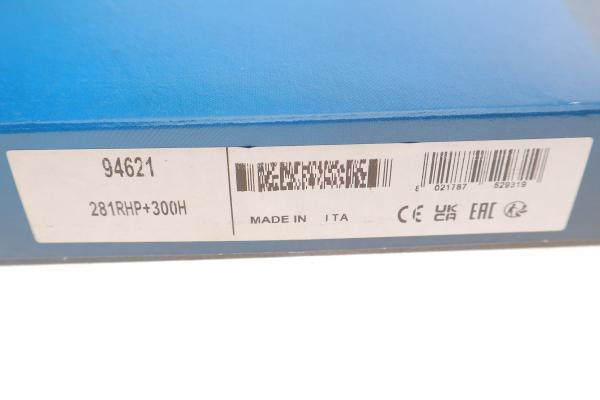 94621
281RHP+300H
MADE IN ITA
8 021787 529319
CE UK CA EAC